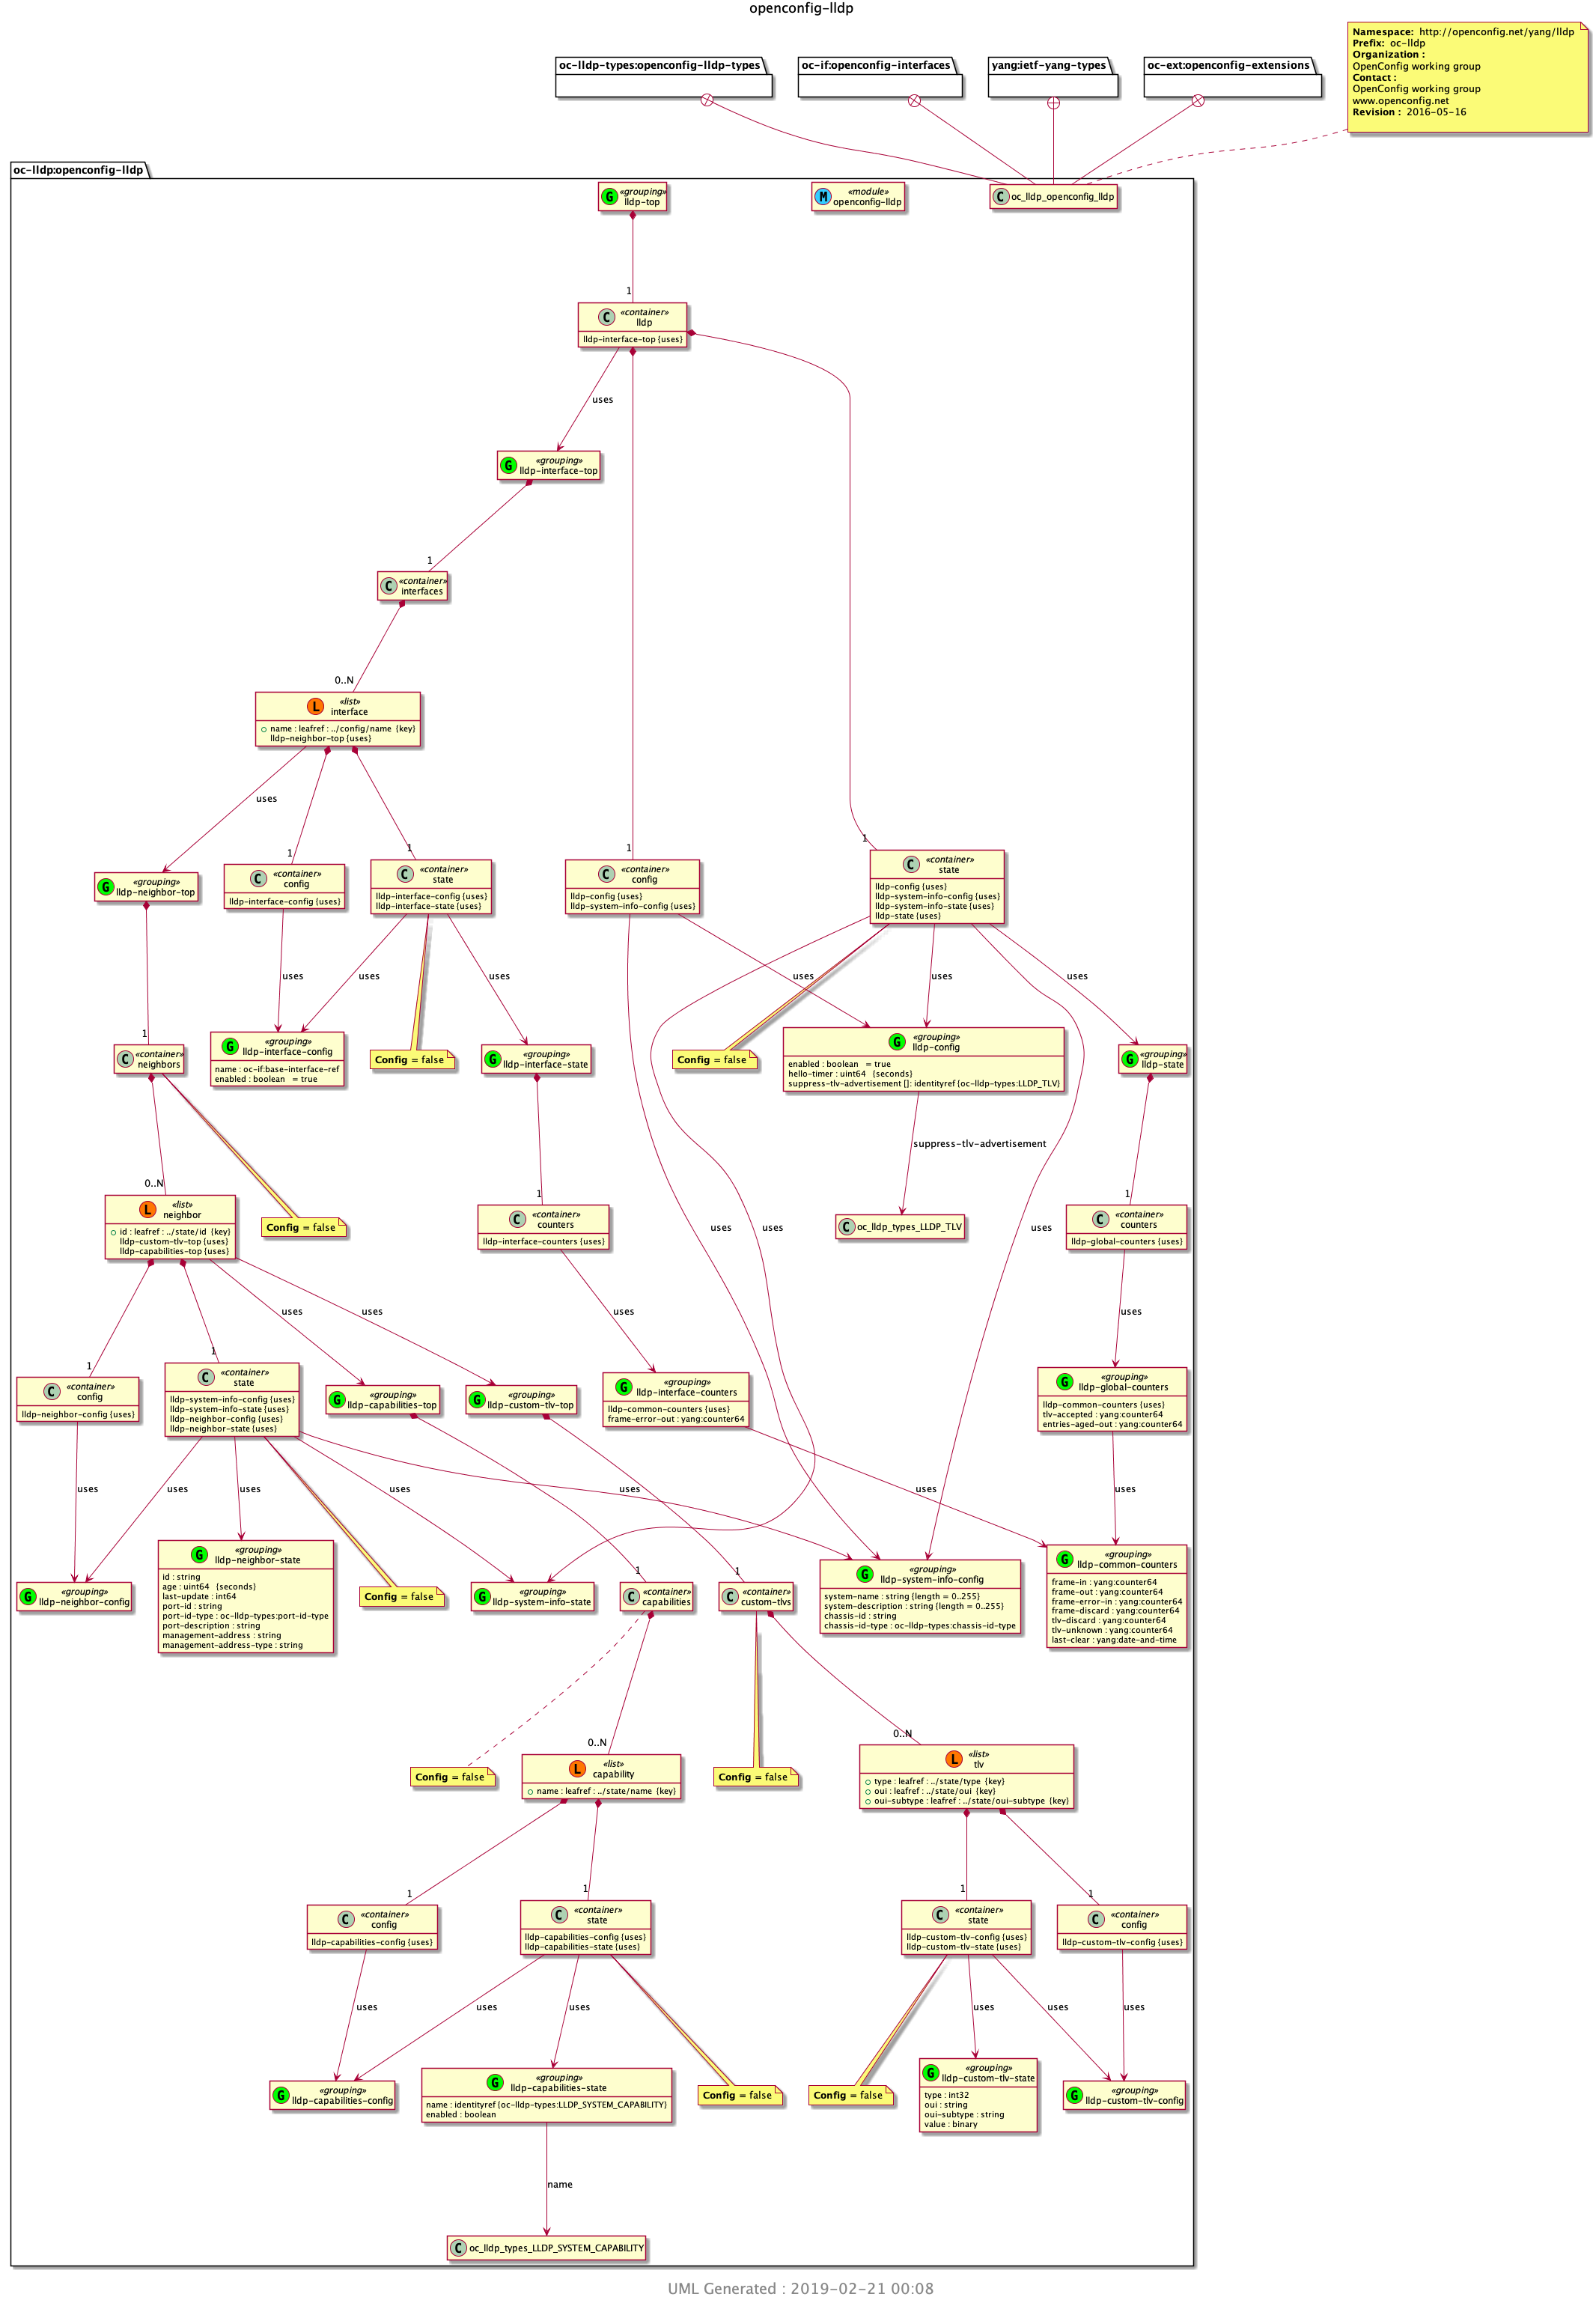 openconfig-lldp
Namespace: http://openconfig.net/yang/lldp
Prefix: oc-lldp
Organization :
OpenConfig working group
Contact :
OpenConfig working group
www.openconfig.net
Revision : 2016-05-16
oc-lldp-types:openconfig-lldp-types
oc-if:openconfig-interfaces
yang:ietf-yang-types
oc-ext:openconfig-extensions
oc-lldp:openconfig-lldp
G
«grouping»
lldp-top
M
«module»
openconfig-lldp
C
oc_lldp_openconfig_lldp
1
C
«container»
lldp
lldp-interface-top {uses}
uses
G
«grouping»
lldp-interface-top
1
C
«container»
interfaces
0..N
L
«list»
interface
name : leafref : ../config/name {key}
lldp-neighbor-top {uses}
uses
1
1
1
1
G
«grouping»
lldp-neighbor-top
C
«container»
config
lldp-interface-config {uses}
C
«container»
state
lldp-interface-config {uses}
lldp-interface-state {uses}
C
«container»
config
lldp-config {uses}
lldp-system-info-config {uses}
C
«container»
state
lldp-config {uses}
lldp-system-info-config {uses}
lldp-system-info-state {uses}
lldp-state {uses}
uses
uses
uses
uses
uses
uses
1
C
«container»
neighbors
G
«grouping»
lldp-interface-config
name : oc-if:base-interface-ref
enabled : boolean = true
Config = false
G
«grouping»
lldp-interface-state
Config = false
G
«grouping»
lldp-config
enabled : boolean = true
hello-timer : uint64 {seconds}
suppress-tlv-advertisement []: identityref {oc-lldp-types:LLDP_TLV}
G
«grouping»
lldp-state
suppress-tlv-advertisement
0..N
1
1
L
«list»
neighbor
id : leafref : ../state/id {key}
lldp-custom-tlv-top {uses}
lldp-capabilities-top {uses}
Config = false
C
«container»
counters
lldp-interface-counters {uses}
uses
uses
C
oc_lldp_types_LLDP_TLV
uses
C
«container»
counters
lldp-global-counters {uses}
uses
uses
uses
uses
1
1
C
«container»
config
lldp-neighbor-config {uses}
C
«container»
state
lldp-system-info-config {uses}
lldp-system-info-state {uses}
lldp-neighbor-config {uses}
lldp-neighbor-state {uses}
G
«grouping»
lldp-capabilities-top
G
«grouping»
lldp-custom-tlv-top
G
«grouping»
lldp-interface-counters
lldp-common-counters {uses}
frame-error-out : yang:counter64
G
«grouping»
lldp-global-counters
lldp-common-counters {uses}
tlv-accepted : yang:counter64
entries-aged-out : yang:counter64
uses
uses
uses
uses
uses
uses
uses
1
1
G
«grouping»
lldp-neighbor-config
G
«grouping»
lldp-neighbor-state
id : string
age : uint64 {seconds}
last-update : int64
port-id : string
port-id-type : oc-lldp-types:port-id-type
port-description : string
management-address : string
management-address-type : string
Config = false
G
«grouping»
lldp-system-info-state
C
«container»
capabilities
C
«container»
custom-tlvs
G
«grouping»
lldp-system-info-config
system-name : string {length = 0..255}
system-description : string {length = 0..255}
chassis-id : string
chassis-id-type : oc-lldp-types:chassis-id-type
G
«grouping»
lldp-common-counters
frame-in : yang:counter64
frame-out : yang:counter64
frame-error-in : yang:counter64
frame-discard : yang:counter64
tlv-discard : yang:counter64
tlv-unknown : yang:counter64
last-clear : yang:date-and-time
0..N
0..N
Config = false
L
«list»
capability
name : leafref : ../state/name {key}
Config = false
L
«list»
tlv
type : leafref : ../state/type {key}
oui : leafref : ../state/oui {key}
oui-subtype : leafref : ../state/oui-subtype {key}
1
1
1
1
C
«container»
config
lldp-capabilities-config {uses}
C
«container»
state
lldp-capabilities-config {uses}
lldp-capabilities-state {uses}
C
«container»
state
lldp-custom-tlv-config {uses}
lldp-custom-tlv-state {uses}
C
«container»
config
lldp-custom-tlv-config {uses}
uses
uses
uses
uses
uses
uses
G
«grouping»
lldp-capabilities-config
G
«grouping»
lldp-capabilities-state
name : identityref {oc-lldp-types:LLDP_SYSTEM_CAPABILITY}
enabled : boolean
Config = false
Config = false
G
«grouping»
lldp-custom-tlv-state
type : int32
oui : string
oui-subtype : string
value : binary
G
«grouping»
lldp-custom-tlv-config
name
C
oc_lldp_types_LLDP_SYSTEM_CAPABILITY
UML Generated : 2019-02-21 00:08